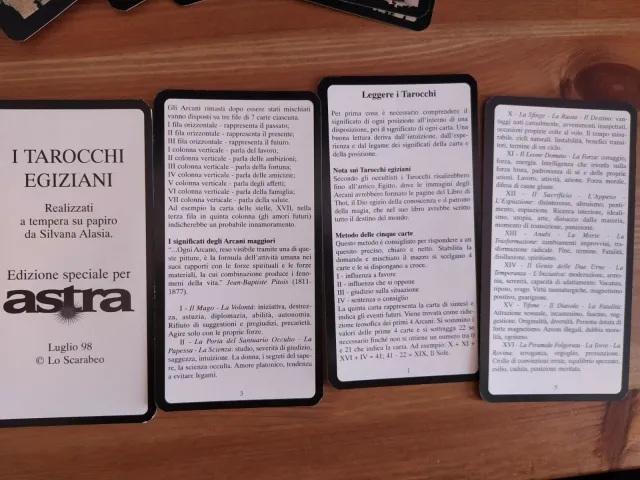 I TAROCCHI
EGIZIANI
Realizzati
a tempera su papiro
da Silvana Alasia.
Edizione speciale per
astra
Luglio 98
© Lo Scarabeo
Gli Arcani rimasti dopo essere stati mischiati
vanno disposti su tre file di 7 carte ciascuna.
I fila orizzontale - rappresenta il passato;
II fila orizzontale - rappresenta il presente;
III fila orizzontale - rappresenta il futuro.
I colonna verticale - parla del lavoro;
II colonna verticale - parla delle ambizioni;
III colonna verticale - parla della fortuna;
IV colonna verticale - parla delle amicizie;
V colonna verticale - parla degli affetti;
VI colonna verticale - parla della famiglia;
VII colonna verticale - parla della salute.
Ad esempio la carta delle stelle, XVII, nella
terza fila in quinta colonna (gli amori futuri)
indicherebbe un probabile innamoramento.
I significati degli Arcani maggiori
"...Ogni Arcano, reso visibile tramite una di que-
ste pitture, è la formula dell'attività umana nei
suoi rapporti con le forze spirituali e le forze
materiali, la cui combinazione produce i feno-
meni della vita." Jean-Baptiste Pitois (1811-
1877).
I - Il Mago - La Volontà: iniziativa, destrez-
za, astuzia, diplomazia, abilità, autonomia.
Rifiuto di suggestioni e pregiudizi, precarietà.
Agire solo con le proprie forze.
II - La Porta del Santuario Occulto - La
Papessa - La Scienza: studio, severità di giudizio,
saggezza, intuizione. La donna, i segreti del sape-
re, la scienza occulta. Amore platonico, tendenza
a evitare legami.
3
Leggere i Tarocchi
Per prima cosa è necessario comprendere il
significato di ogni posizione all'interno di una
disposizione, poi il significato di ogni carta. Una
buona lettura deriva dall'intuizione, dall'espe-
rienza e dal legame dei significati della carta e
della posizione.
Nota sui Tarocchi egiziani
Secondo gli occultisti i Tarocchi risalirebbero
fino all'antico Egitto, dove le immagini degli
Arcani avrebbero formato le pagine del Libro di
Thot, il Dio egizio della conoscenza e il patrono
della magia, che nel suo libro avrebbe scritto
tutto il destino del mondo.
Metodo delle cinque carte
Questo metodo è consigliato per rispondere a un
quesito preciso, chiaro e netto. Stabilita la
domanda e mischiato il mazzo si scelgano 4
carte e le si dispongano a croce.
I - influenza a favore
II - influenza che si oppone
III - giudizio sulla situazione
IV - sentenza o consiglio
La quinta carta rappresenta la carta di sintesi e
indica gli eventi futuri. Viene trovata come ridu-
zione teosofica dei primi 4 Arcani. Si sommino i
valori delle prime 4 carte e si sottragga 22 se
necessario finché non si ottiene un numero tra 0
e 21 che indica la carta. Ad esempio: X + XI +
XVI + IV = 41; 41 - 22 = XIX, Il Sole.
1
X - La Sfinge - La Ruota - Il Destino: van-
taggi dati casualmente, avvenimenti inaspettati,
occasioni propizie colte al volo. Il tempo immu-
tabile, cicli naturali. Instabilità, benefici transi-
tori, termine di un ciclo.
XI - Il Leone Domato - La Forza: coraggio,
forza, energia. Intelligenza che trionfa sulla
forza bruta, padronanza di sé e delle proprie
azioni. Lavoro, attività, azione. Forza morale,
difesa di cause giuste.
XII - Il Sacrificio - L'Appeso -
L'Espiazione: disinteresse, altruismo, penti-
mento, espiazione. Ricerca interiore, ideali-
smo, utopia, arte, distacco dalla materia,
momento di transizione, punizioni.
XIII - Anubi - La Morte - La
Trasformazione: cambiamenti improvvisi, tra-
sformazione radicale. Fine, termine. Fatalità,
disillusione, spiritismo.
XIV - Il Genio delle Due Urne - La
Temperanza - L'Iniziativa: moderazione, armo-
nia, serenità, capacità di adattamento. Vacanza,
riposo, svago. Virtù taumaturgiche, magnetismo
positivo, guarigione.
XV - Tifone - Il Diavolo - La Fatalità:
Attrazione sessuale, incantesimo, fascino, sug-
gestione. Originalità, diversità. Persona dotata di
forte magnetismo. Azioni illegali, dubbia mora-
lità, egoismo.
XVI - La Piramide Folgorata - La Torre - La
Rovina: arroganza, orgoglio, presunzione.
Crollo di convinzioni errate, equilibrio spezzato,
esilio, caduta, punizione meritata.